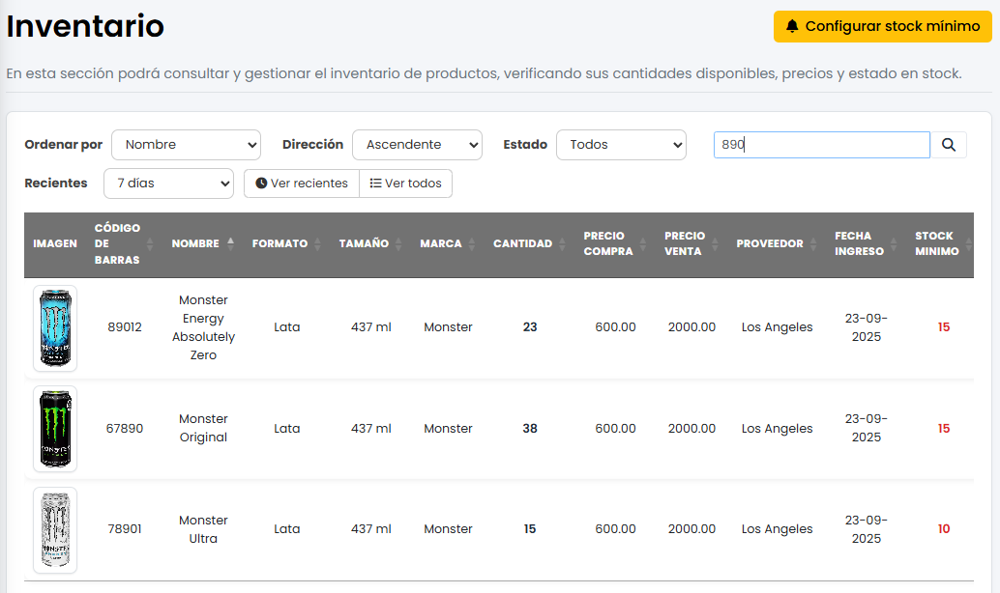 Inventario
Configurar stock mínimo
En esta sección podrá consultar y gestionar el inventario de productos, verificando sus cantidades disponibles, precios y estado en stock.
Ordenar por Nombre Dirección Ascendente Estado Todos 890
Recientes 7 días Ver recientes Ver todos
IMAGEN CÓDIGO DE BARRAS NOMBRE FORMATO TAMAÑO MARCA CANTIDAD PRECIO COMPRA PRECIO VENTA PROVEEDOR FECHA INGRESO STOCK MINIMO
89012 Monster Energy Absolutely Zero Lata 437 ml Monster 23 600.00 2000.00 Los Angeles 23-09-2025 15
67890 Monster Original Lata 437 ml Monster 38 600.00 2000.00 Los Angeles 23-09-2025 15
78901 Monster Ultra Lata 437 ml Monster 15 600.00 2000.00 Los Angeles 23-09-2025 10